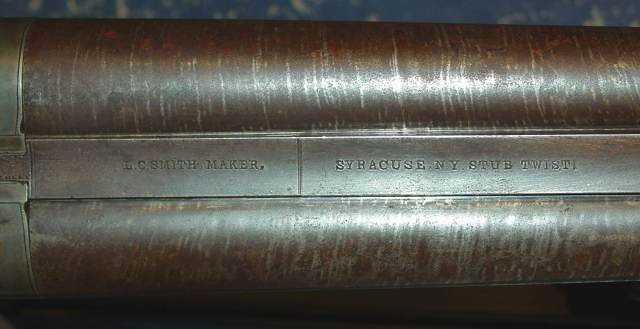 L.C. SMITH. MAKER, SYRACUSE. N.Y. STUB TWIST!